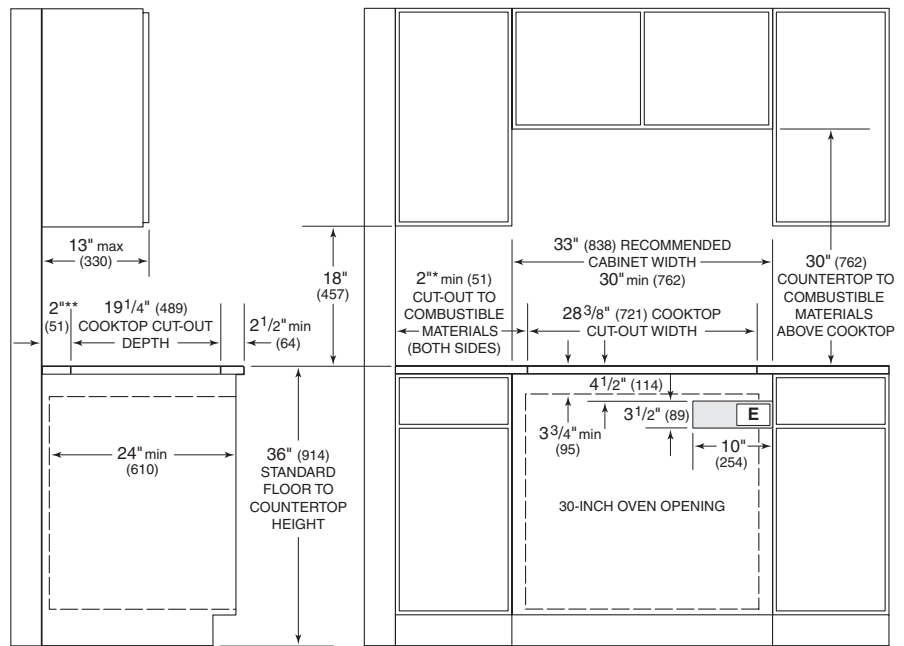 13" max
(330)
18"
(457)
2"**
(51)
19 1/4" (489)
COOKTOP CUT-OUT
DEPTH
2 1/2" min
(64)
24" min
(610)
36" (914)
STANDARD
FLOOR TO
COUNTERTOP
HEIGHT
33" (838) RECOMMENDED
CABINET WIDTH
30" min (762)
2"* min (51)
CUT-OUT TO
COMBUSTIBLE
MATERIALS
(BOTH SIDES)
28 3/8" (721) COOKTOP
CUT-OUT WIDTH
30" (762)
COUNTERTOP TO
COMBUSTIBLE
MATERIALS
ABOVE COOKTOP
4 1/2" (114)
3 1/2" (89)
E
3 3/4" min
(95)
10"
(254)
30-INCH OVEN OPENING